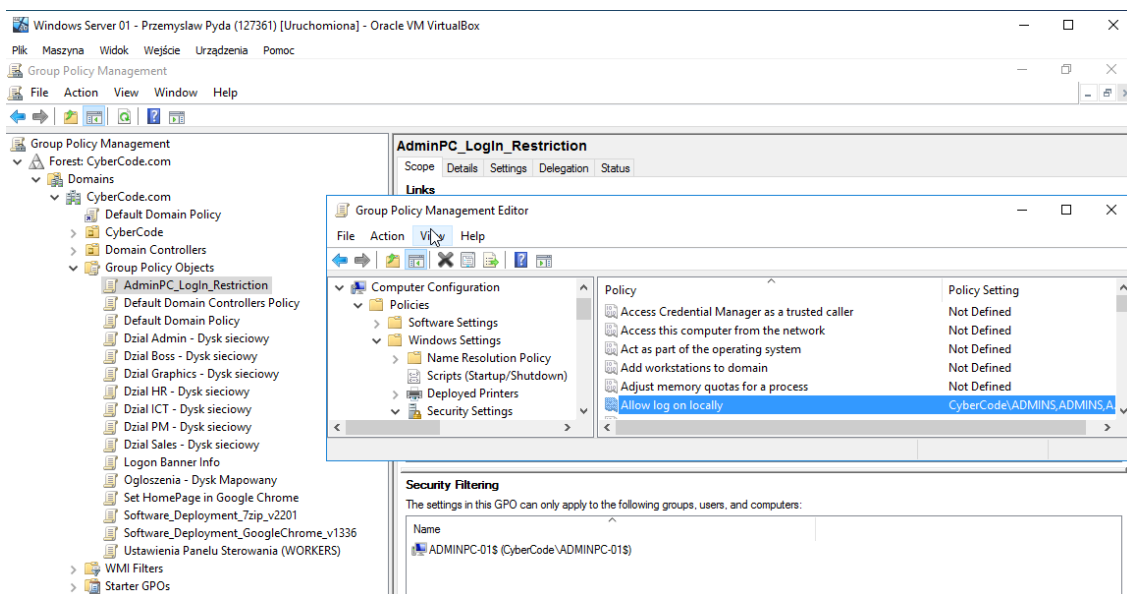 Windows Server 01 - Przemyslaw Pyda (127361) [Uruchomiona] - Oracle VM VirtualBox
Plik Maszyna Widok Wejście Urządzenia Pomoc
Group Policy Management
File Action View Window Help
Group Policy Management
Forest: CyberCode.com
Domains
CyberCode.com
Default Domain Policy
CyberCode
Domain Controllers
Group Policy Objects
AdminPC_LogIn_Restriction
Default Domain Controllers Policy
Default Domain Policy
Dzial Admin - Dysk sieciowy
Dzial Boss - Dysk sieciowy
Dzial Graphics - Dysk sieciowy
Dzial HR - Dysk sieciowy
Dzial ICT - Dysk sieciowy
Dzial PM - Dysk sieciowy
Dzial Sales - Dysk sieciowy
Logon Banner Info
Ogloszenia - Dysk Mapowany
Set HomePage in Google Chrome
Software_Deployment_7zip_v2201
Software_Deployment_GoogleChrome_v1336
Ustawienia Panelu Sterowania (WORKERS)
WMI Filters
Starter GPOs
AdminPC_LogIn_Restriction
Scope Details Settings Delegation Status
Links
Group Policy Management Editor
File Action View Help
Computer Configuration
Policies
Software Settings
Windows Settings
Name Resolution Policy
Scripts (Startup/Shutdown)
Deployed Printers
Security Settings
Policy Policy Setting
Access Credential Manager as a trusted caller Not Defined
Access this computer from the network Not Defined
Act as part of the operating system Not Defined
Add workstations to domain Not Defined
Adjust memory quotas for a process Not Defined
Allow log on locally CyberCode\ADMINS,ADMINS,A...
Security Filtering
The settings in this GPO can only apply to the following groups, users, and computers:
Name
ADMINPC-01$ (CyberCode\ADMINPC-01$)